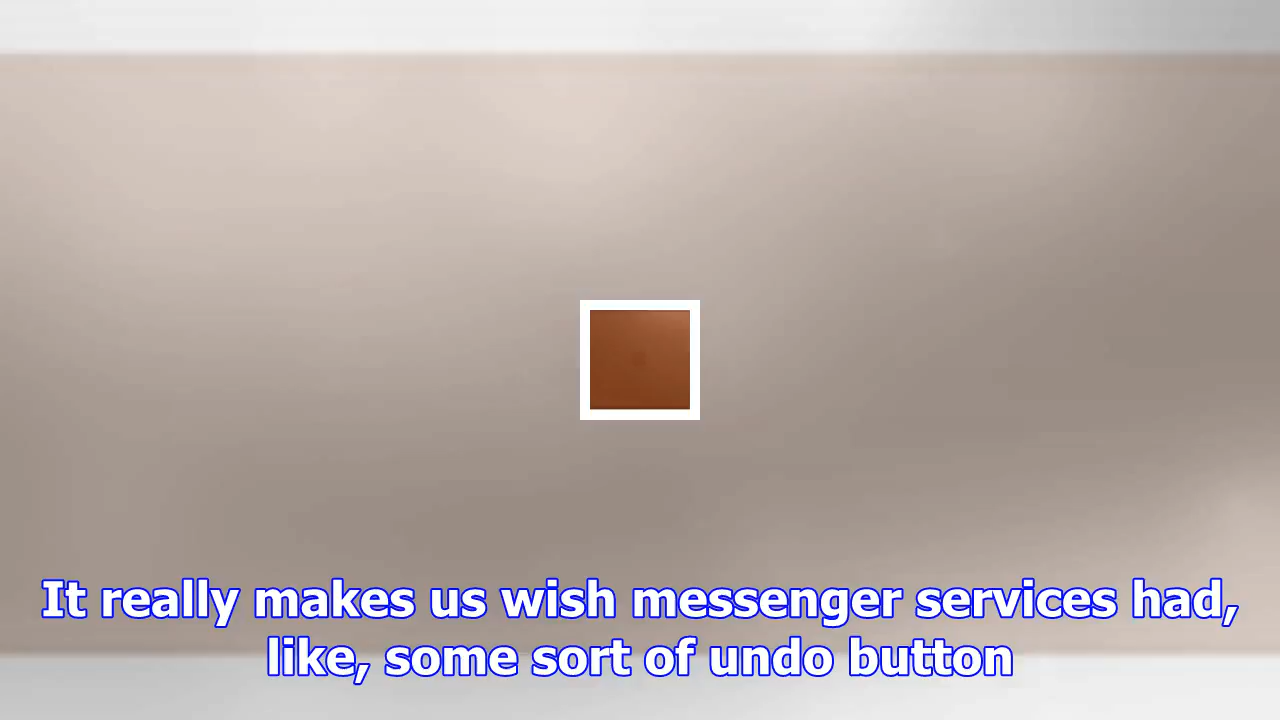 It really makes us wish messenger services had,
like, some sort of undo button